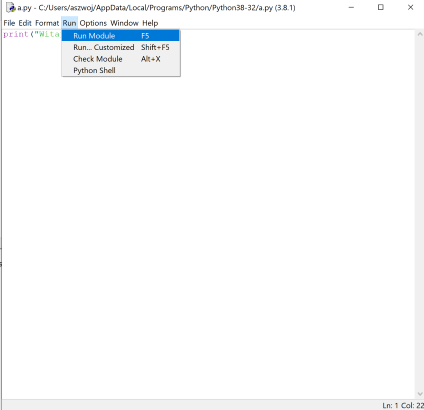 a.py - C:/Users/aszwoj/AppData/Local/Programs/Python/Python38-32/a.py (3.8.1)
File Edit Format Run Options Window Help
print("Wita
Run Module F5
Run... Customized Shift+F5
Check Module Alt+X
Python Shell
Ln: 1 Col: 22